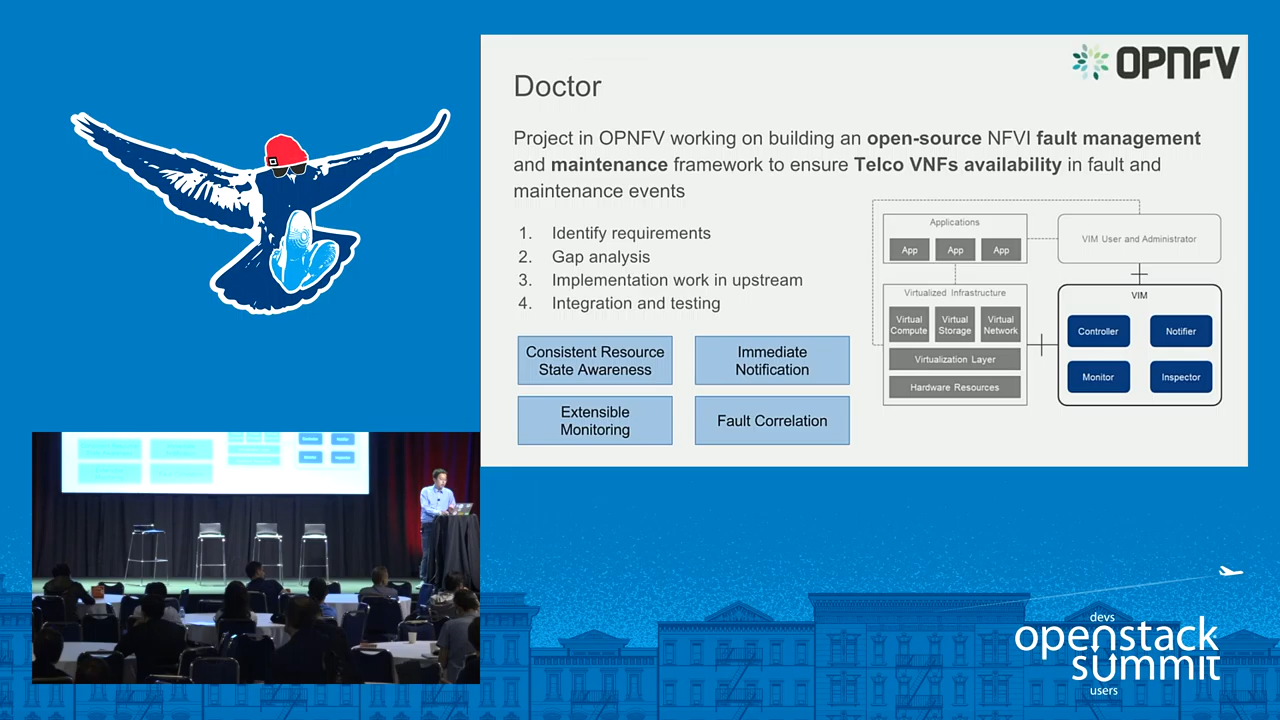 OPNFV
Doctor
Project in OPNFV working on building an open-source NFVI fault management
and maintenance framework to ensure Telco VNFs availability in fault and
maintenance events
1. Identify requirements
2. Gap analysis
3. Implementation work in upstream
4. Integration and testing
Consistent Resource
State Awareness
Immediate
Notification
Extensible
Monitoring
Fault Correlation
Applications
App App App
VIM User and Administrator
Virtualized Infrastructure
Virtual
Compute
Virtual
Storage
Virtual
Network
Virtualization Layer
Hardware Resources
VIM
Controller Notifier
Monitor Inspector
devs
openstack
summit
users